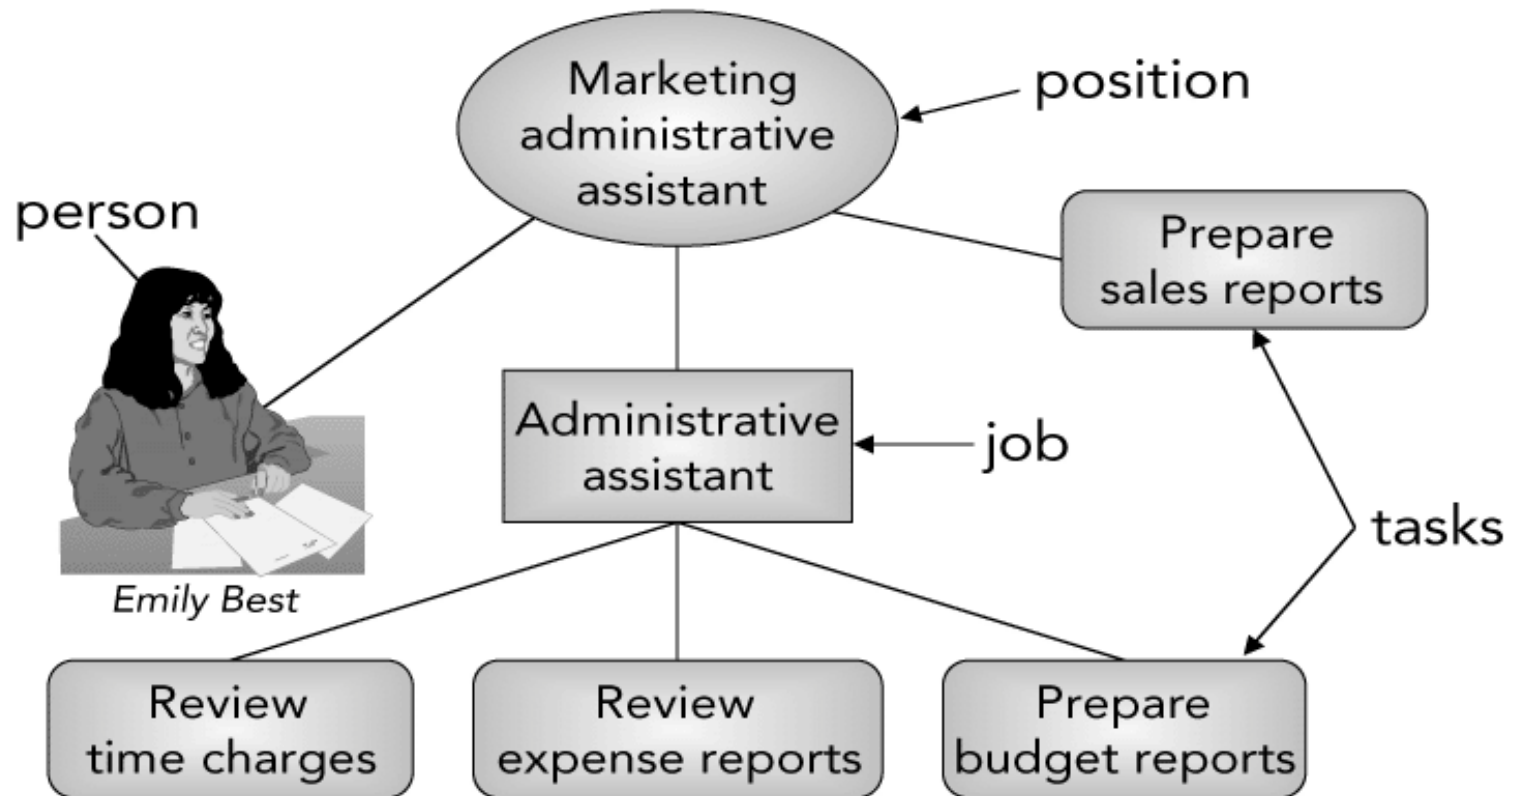 Marketing
administrative
assistant
position
person
Prepare
sales reports
Administrative
assistant
job
tasks
Emily Best
Review
time charges
Review
expense reports
Prepare
budget reports